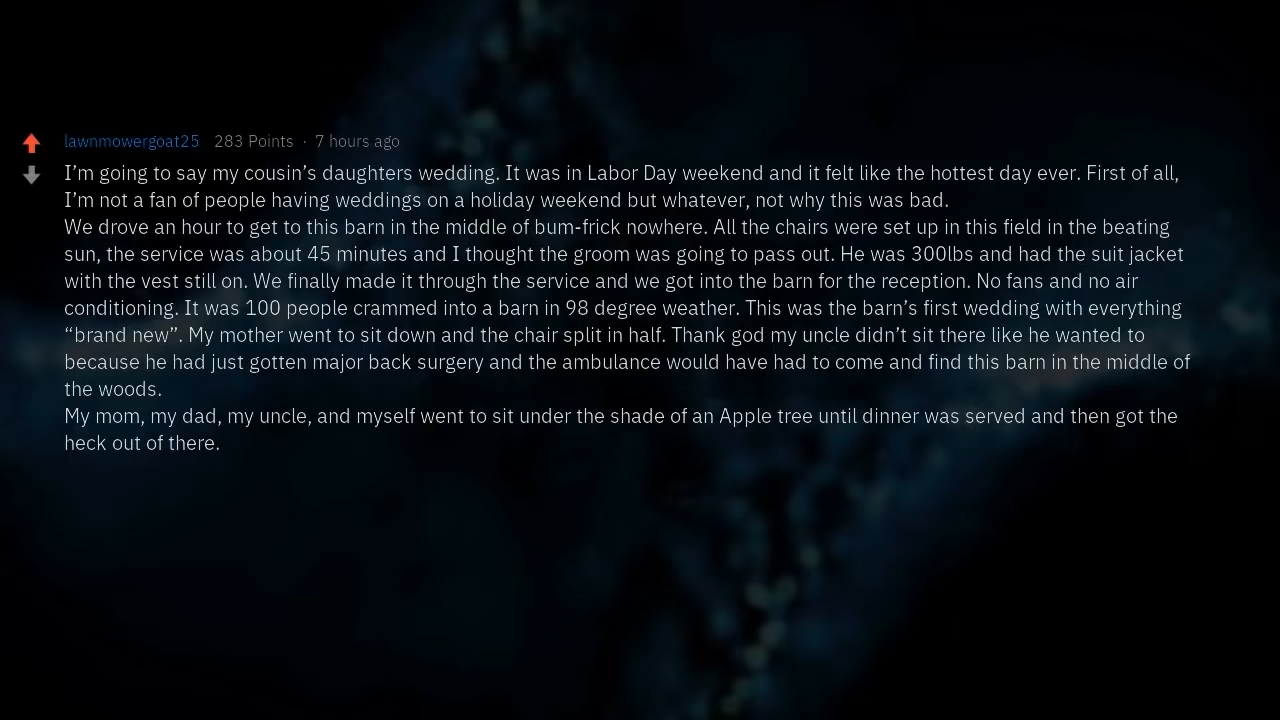 lawnmowergoat25 283 Points · 7 hours ago
I’m going to say my cousin’s daughters wedding. It was in Labor Day weekend and it felt like the hottest day ever. First of all,
I’m not a fan of people having weddings on a holiday weekend but whatever, not why this was bad.
We drove an hour to get to this barn in the middle of bum-frick nowhere. All the chairs were set up in this field in the beating
sun, the service was about 45 minutes and I thought the groom was going to pass out. He was 300lbs and had the suit jacket
with the vest still on. We finally made it through the service and we got into the barn for the reception. No fans and no air
conditioning. It was 100 people crammed into a barn in 98 degree weather. This was the barn’s first wedding with everything
“brand new”. My mother went to sit down and the chair split in half. Thank god my uncle didn’t sit there like he wanted to
because he had just gotten major back surgery and the ambulance would have had to come and find this barn in the middle of
the woods.
My mom, my dad, my uncle, and myself went to sit under the shade of an Apple tree until dinner was served and then got the
heck out of there.